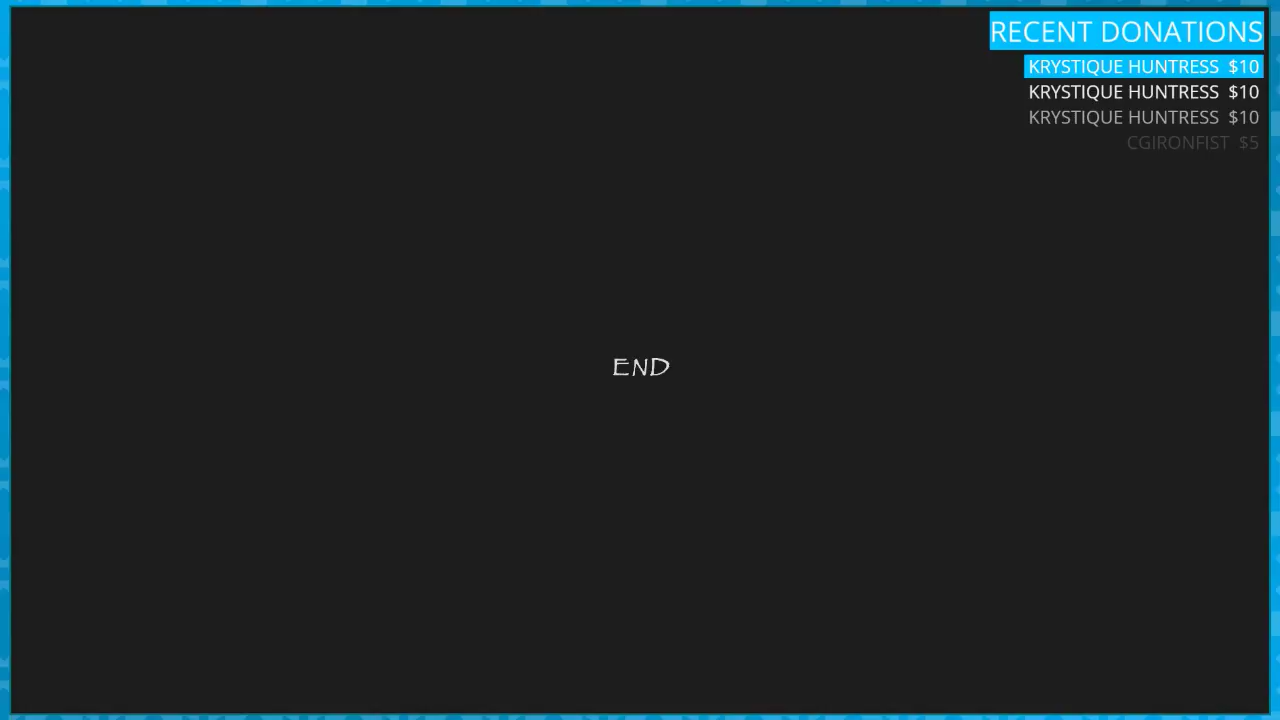 RECENT DONATIONS
KRYSTIQUE HUNTRESS $10
KRYSTIQUE HUNTRESS $10
KRYSTIQUE HUNTRESS $10
CGIRONFIST $5
END